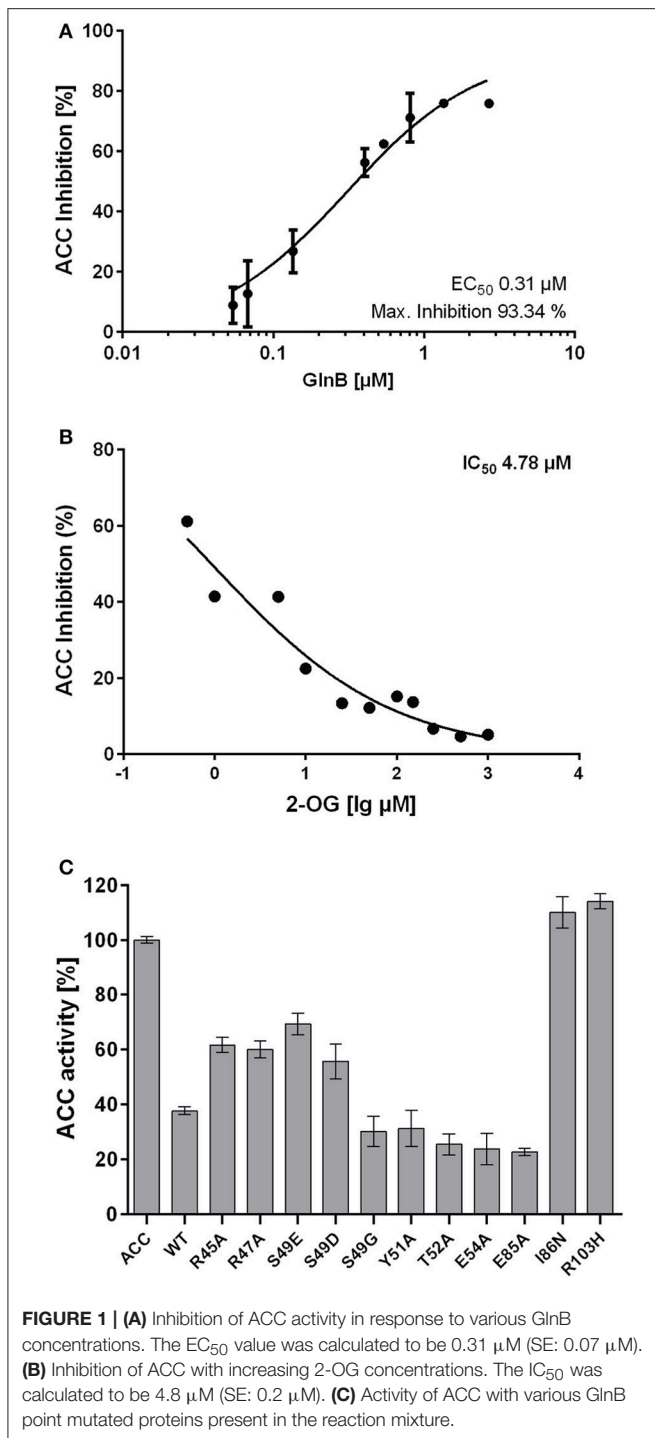 A
ACC Inhibition [%]
100
80
60
40
20
0
0.01
0.1
1
10
GlnB [µM]
EC50 0.31 µM
Max. Inhibition 93.34 %
B
ACC Inhibition (%)
80
60
40
20
0
-1
0
1
2
3
4
2-OG [lg µM]
IC50 4.78 µM
C
ACC activity [%]
120
100
80
60
40
20
0
ACC
WT
R45A
R47A
S49E
S49D
S49G
Y51A
T52A
E54A
E85A
I86N
R103H
FIGURE 1 | (A) Inhibition of ACC activity in response to various GlnB
concentrations. The EC50 value was calculated to be 0.31 µM (SE: 0.07 µM).
(B) Inhibition of ACC with increasing 2-OG concentrations. The IC50 was
calculated to be 4.8 µM (SE: 0.2 µM). (C) Activity of ACC with various GlnB
point mutated proteins present in the reaction mixture.